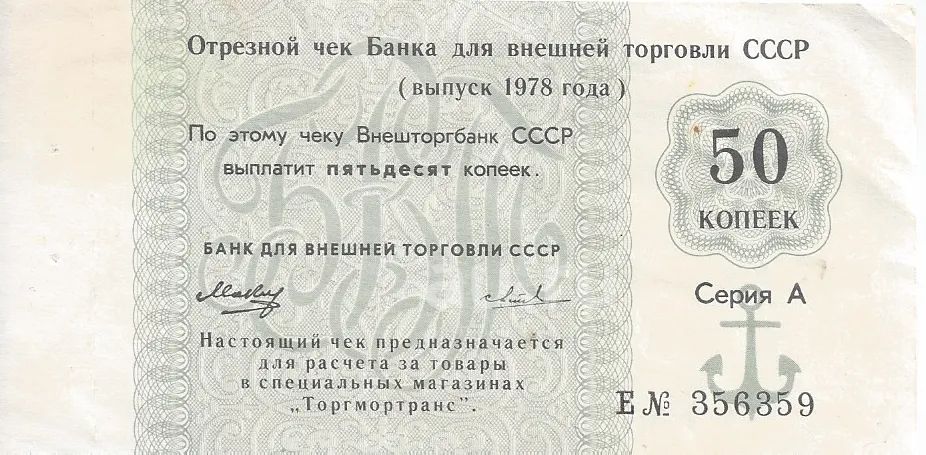 Отрезной чек Банка для внешней торговли СССР
( выпуск 1978 года )
По этому чеку Внешторгбанк СССР
выплатит пятьдесят копеек.
50
КОПЕЕК
БАНК ДЛЯ ВНЕШНЕЙ ТОРГОВЛИ СССР
Серия А
Настоящий чек предназначается
для расчета за товары
в специальных магазинах
„Торгмортранс".
Е № 356359